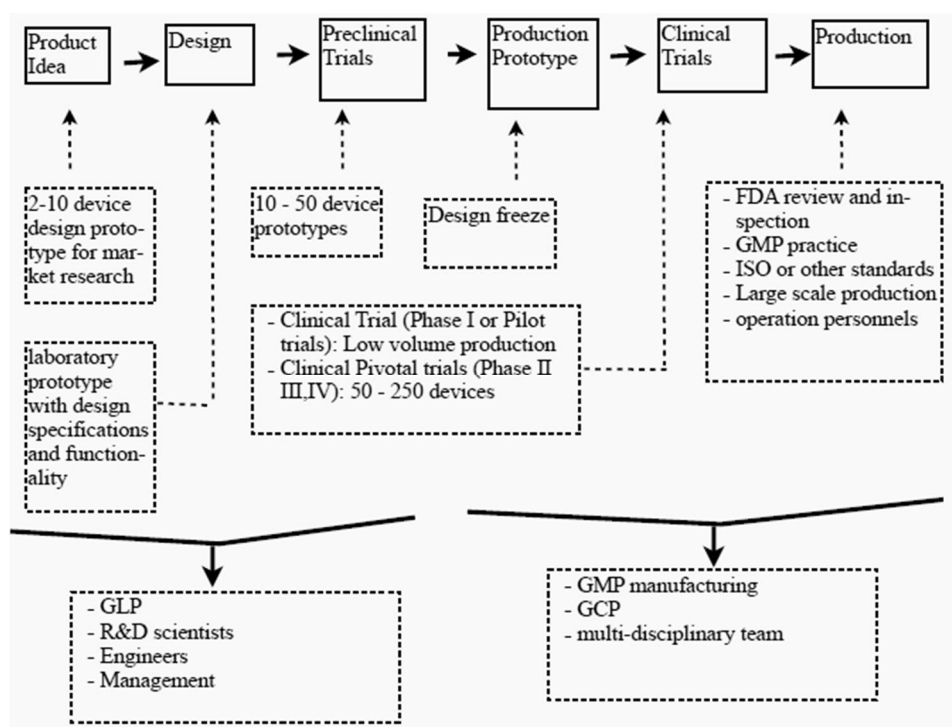 Product
Idea
Design
Preclinical
Trials
Production
Prototype
Clinical
Trials
Production
2-10 device
design proto-
type for mar-
ket research
10 - 50 device
prototypes
Design freeze
- FDA review and in-
spection
- GMP practice
- ISO or other standards
- Large scale production
- operation personnels
- Clinical Trial (Phase I or Pilot
trials): Low volume production
- Clinical Pivotal trials (Phase II
III,IV): 50 - 250 devices
laboratory
prototype
with design
specifications
and function-
ality
- GLP
- R&D scientists
- Engineers
- Management
- GMP manufacturing
- GCP
- multi-disciplinary team